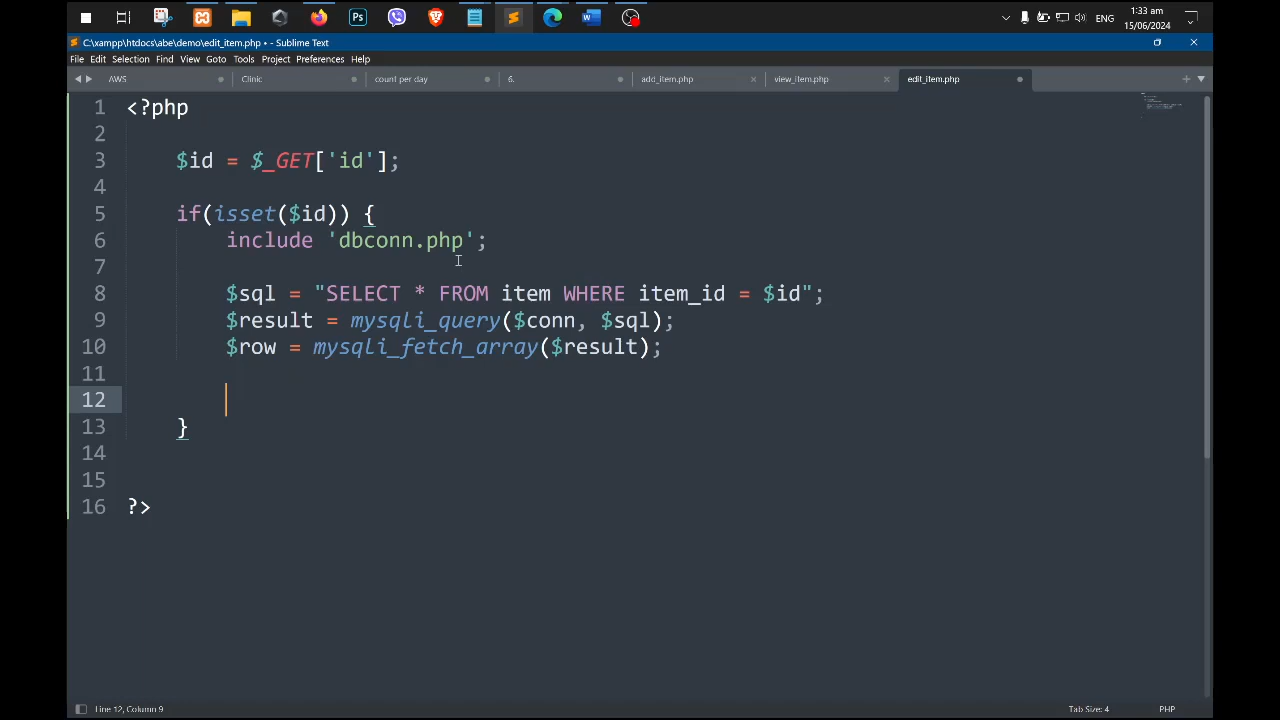 ENG
1:33 am
15/06/2024
C:\xampp\htdocs\abe\demo\edit_item.php • - Sublime Text
File Edit Selection Find View Goto Tools Project Preferences Help
AWS
Clinic
count per day
6.
add_item.php
view_item.php
edit_item.php
1 <?php
2
3 $id = $_GET['id'];
4
5 if(isset($id)) {
6 include 'dbconn.php';
7
8 $sql = "SELECT * FROM item WHERE item_id = $id";
9 $result = mysqli_query($conn, $sql);
10 $row = mysqli_fetch_array($result);
11
12
13 }
14
15
16 ?>
Line 12, Column 9
Tab Size: 4
PHP